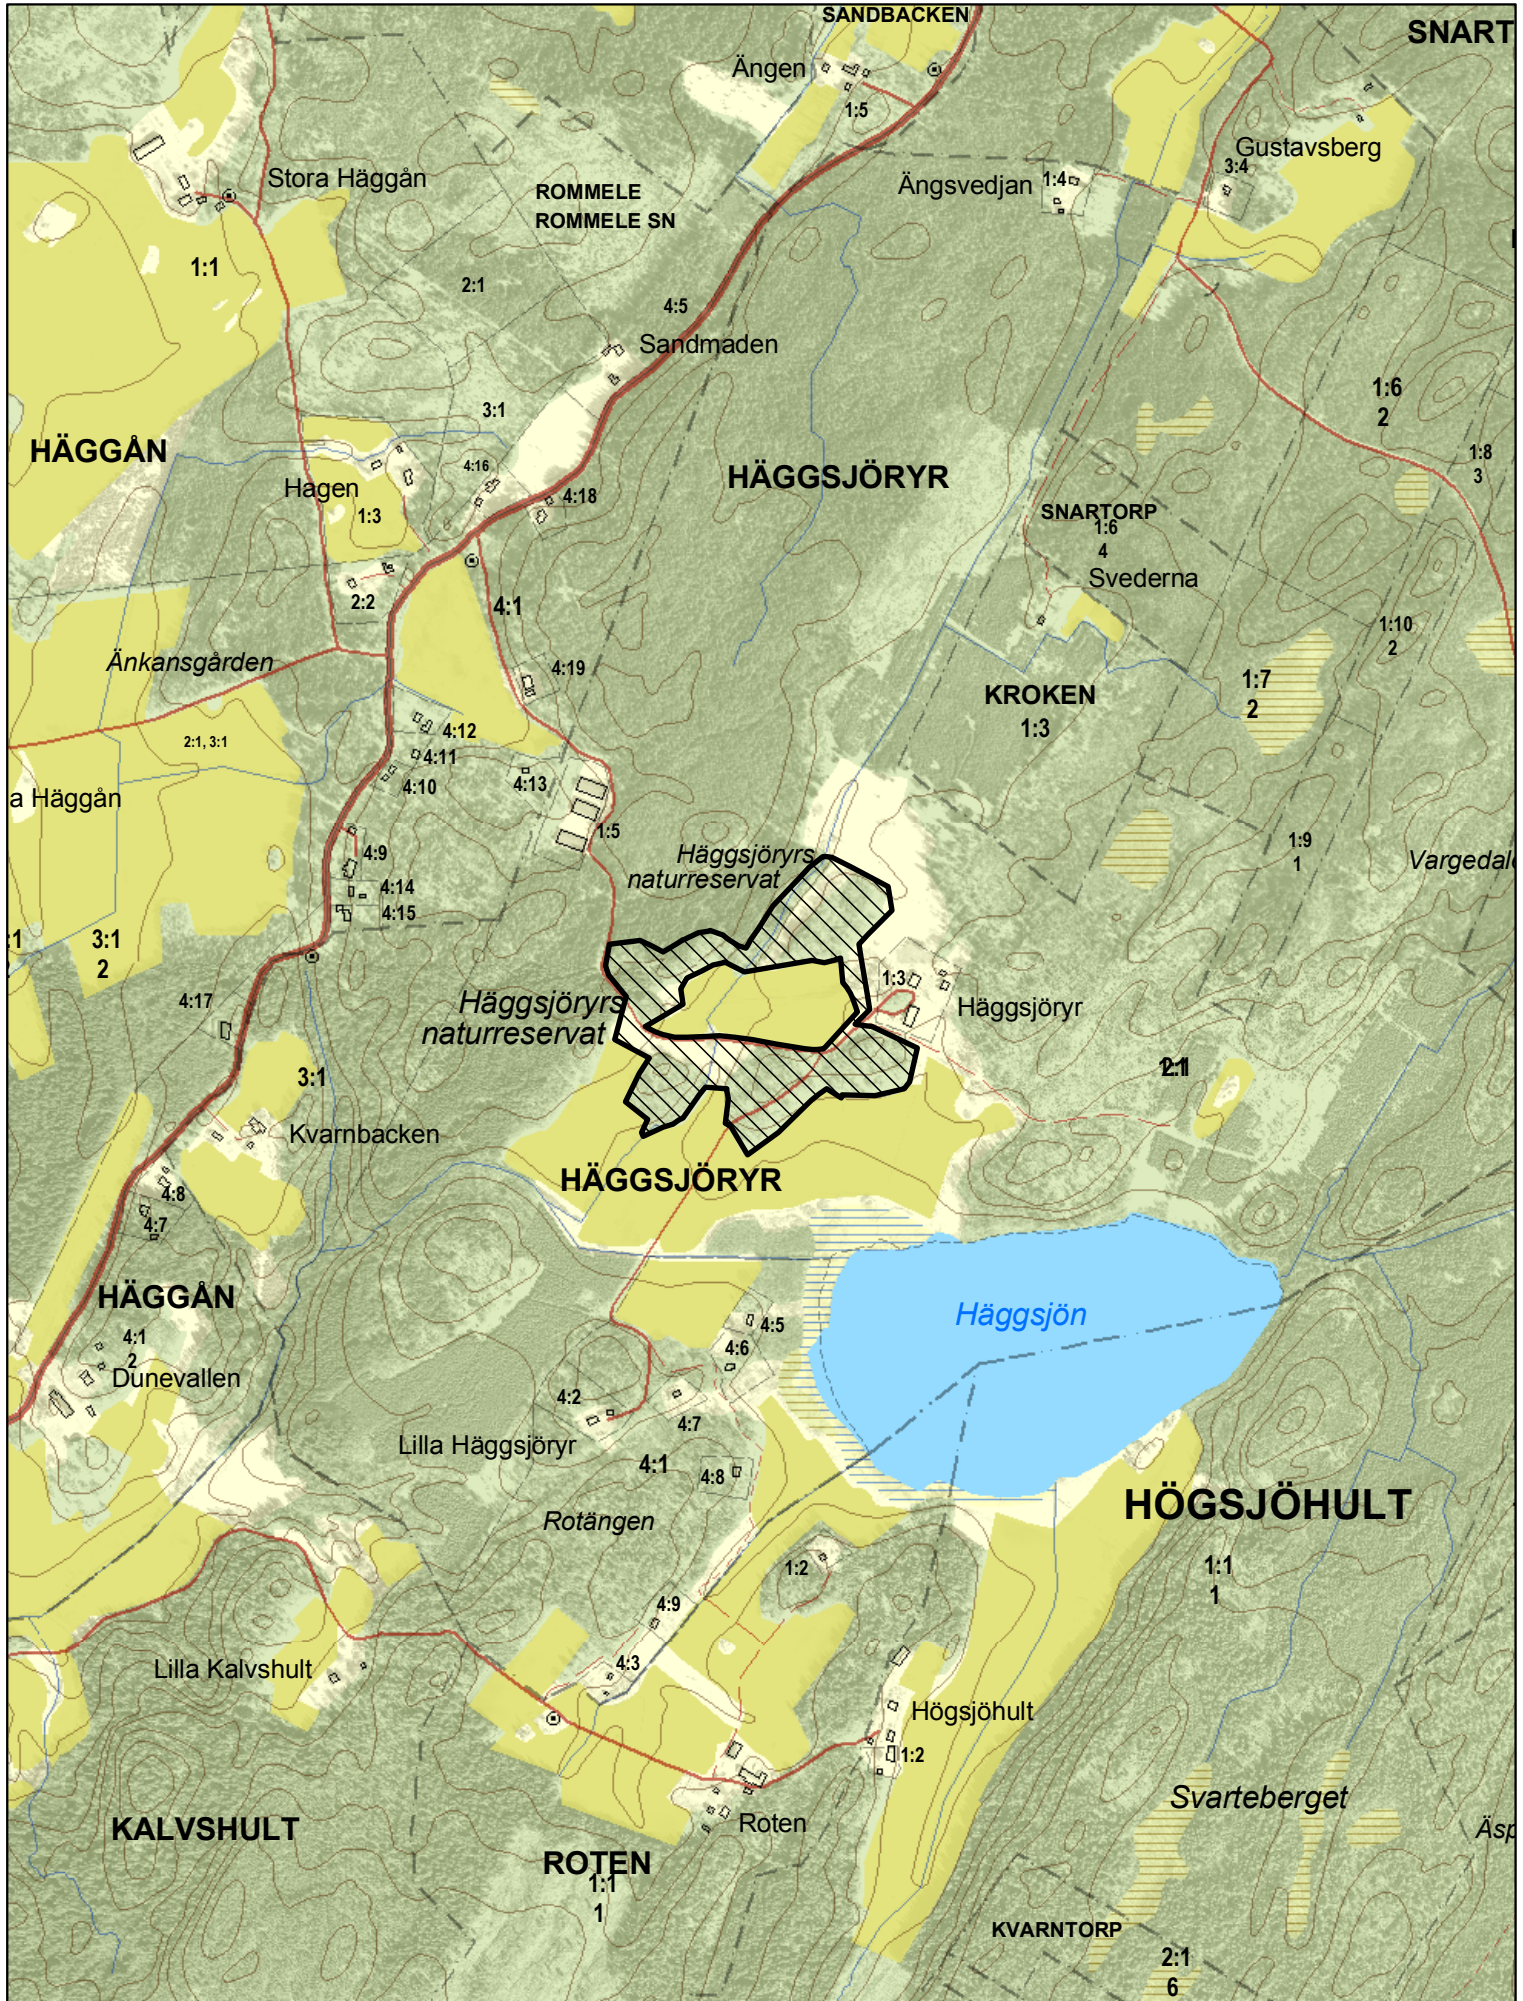 SANDBACKEN
SNART
Ängen
1:5
Gustavsberg
3:4
Stora Häggån
Ängsvedjan
1:4
ROMMELE
ROMMELE SN
1:1
2:1
4:5
Sandmaden
1:6
2
3:1
HÄGGÅN
1:8
3
4:16
HÄGGSJÖRYR
Hagen
4:18
1:3
SNARTORP
1:6
4
Svederna
2:2
4:1
1:10
2
Änkansgården
4:19
KROKEN
1:3
1:7
2
4:12
2:1, 3:1
4:11
4:10
4:13
a Häggån
1:5
1:9
1
4:9
Häggsjöryrs
naturreservat
Vargedale
4:14
4:15
:1
3:1
2
1:3
4:17
Häggsjöryrs
naturreservat
Häggsjöryr
3:1
Kvarnbacken
HÄGGSJÖRYR
4:8
4:7
HÄGGÅN
Häggsjön
4:5
4:1
2
4:6
Dunevallen
4:2
4:7
Lilla Häggsjöryr
4:1
4:8
HÖGSJÖHULT
Rotängen
1:2
1:1
1
4:9
4:3
Lilla Kalvshult
Högsjöhult
1:2
Svarteberget
KALVSHULT
Roten
Äsp
ROTEN
1:1
1
KVARNTORP
2:1
6